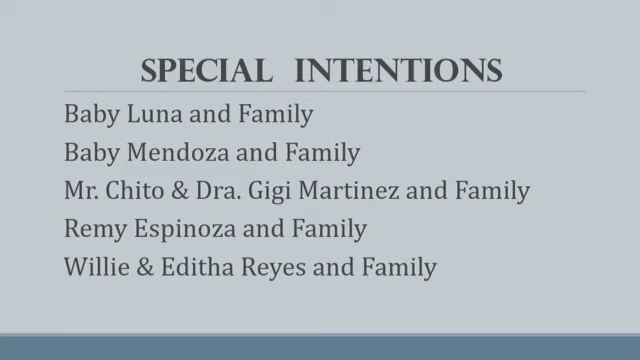 SPECIAL INTENTIONS
Baby Luna and Family
Baby Mendoza and Family
Mr. Chito & Dra. Gigi Martinez and Family
Remy Espinoza and Family
Willie & Editha Reyes and Family